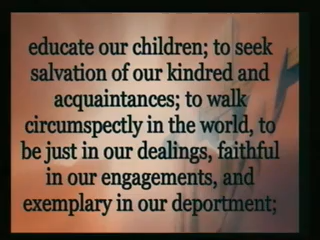 educate our children; to seek
salvation of our kindred and
acquaintances; to walk
circumspectly in the world, to
be just in our dealings, faithful
in our engagements, and
exemplary in our deportment;